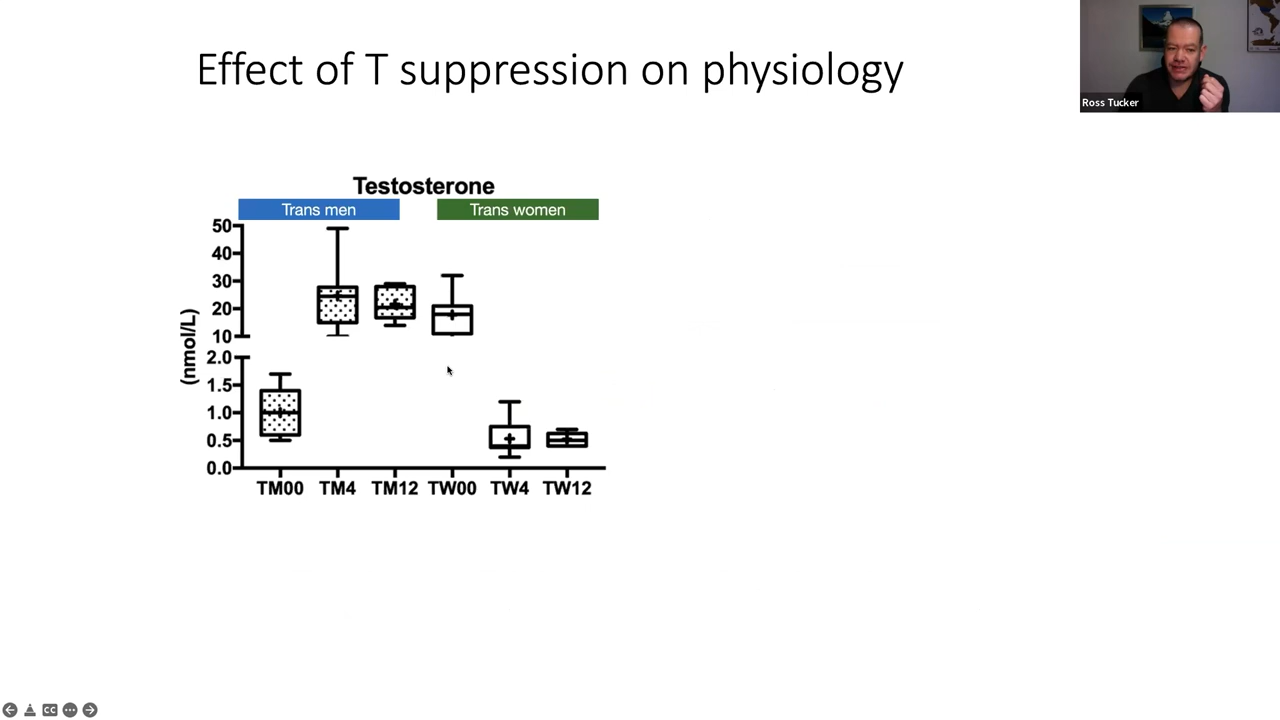 Effect of T suppression on physiology
Ross Tucker
Testosterone
Trans men
Trans women
50
40
30
20
10
(nmol/L)
2.0
1.5
1.0
0.5
0.0
TM00 TM4 TM12 TW00 TW4 TW12
CC